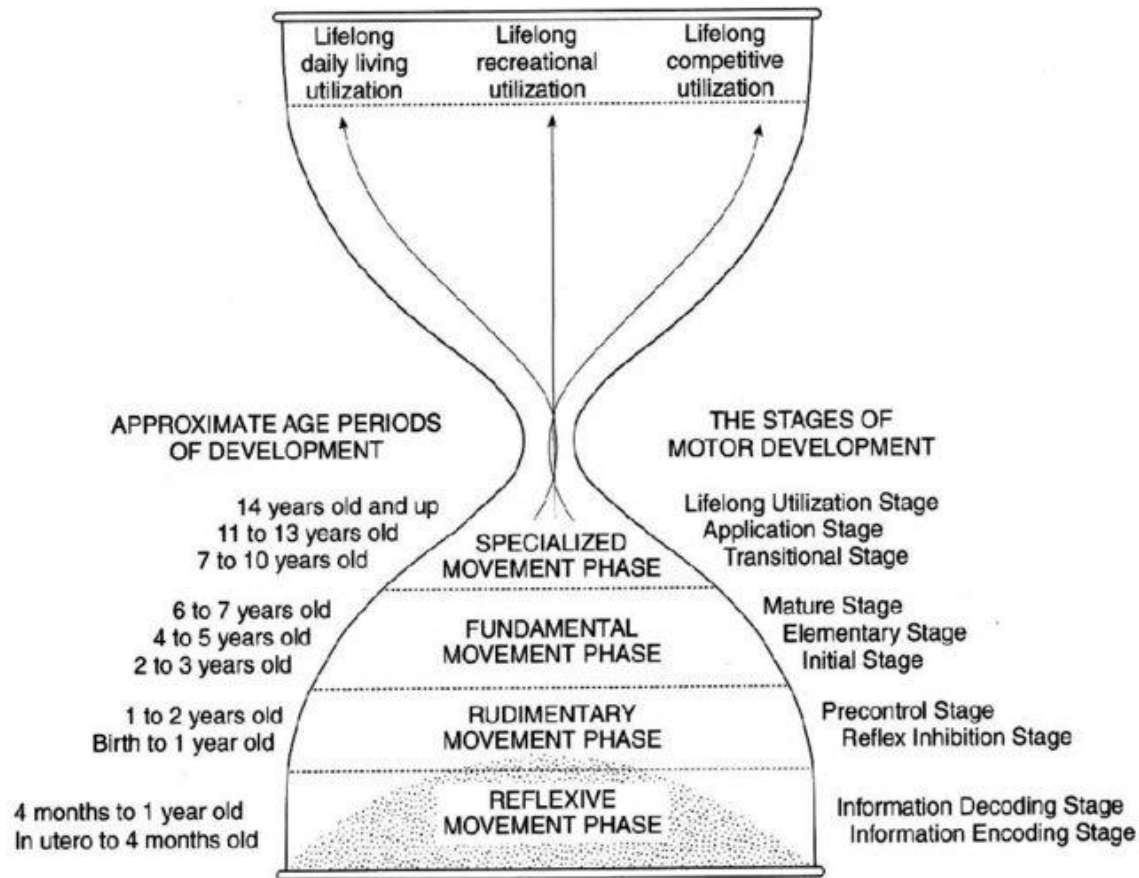 Lifelong
daily living
utilization
Lifelong
recreational
utilization
Lifelong
competitive
utilization
APPROXIMATE AGE PERIODS
OF DEVELOPMENT
THE STAGES OF
MOTOR DEVELOPMENT
14 years old and up
11 to 13 years old
7 to 10 years old
SPECIALIZED
MOVEMENT PHASE
Lifelong Utilization Stage
Application Stage
Transitional Stage
6 to 7 years old
4 to 5 years old
2 to 3 years old
FUNDAMENTAL
MOVEMENT PHASE
Mature Stage
Elementary Stage
Initial Stage
1 to 2 years old
Birth to 1 year old
RUDIMENTARY
MOVEMENT PHASE
Precontrol Stage
Reflex Inhibition Stage
4 months to 1 year old
In utero to 4 months old
REFLEXIVE
MOVEMENT PHASE
Information Decoding Stage
Information Encoding Stage